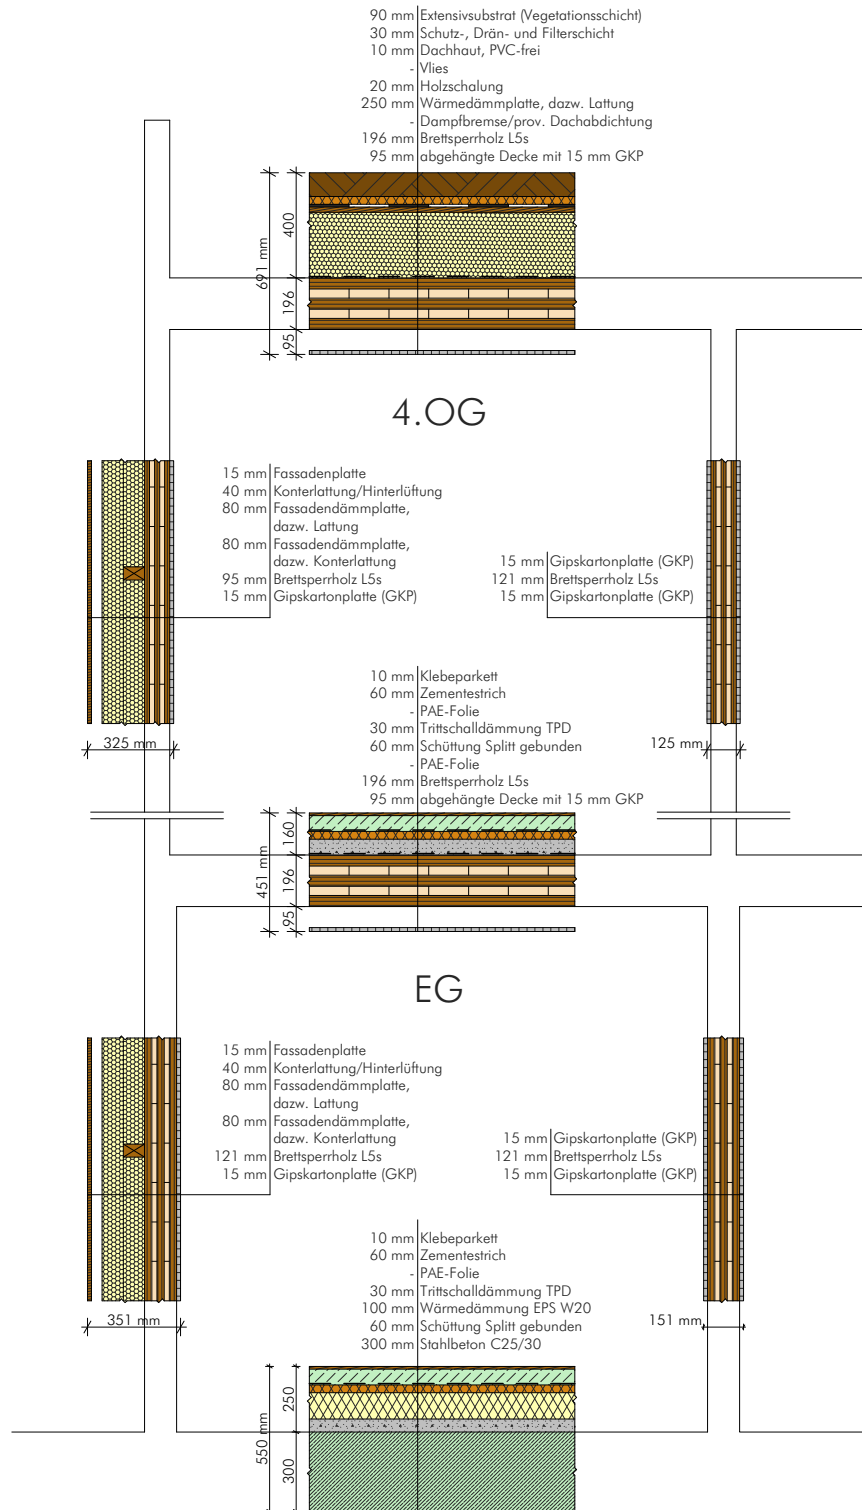 90 mm Extensivsubstrat (Vegetationsschicht)
30 mm Schutz-, Drän- und Filterschicht
10 mm Dachhaut, PVC-frei
- Vlies
20 mm Holzschalung
250 mm Wärmedämmplatte, dazw. Lattung
- Dampfbremse/prov. Dachabdichtung
196 mm Brettsperrholz L5s
95 mm abgehängte Decke mit 15 mm GKP
691 mm
400
196
95
4.OG
15 mm Fassadenplatte
40 mm Konterlattung/Hinterlüftung
80 mm Fassadendämmplatte,
dazw. Lattung
80 mm Fassadendämmplatte,
dazw. Konterlattung
95 mm Brettsperrholz L5s
15 mm Gipskartonplatte (GKP)
15 mm Gipskartonplatte (GKP)
121 mm Brettsperrholz L5s
15 mm Gipskartonplatte (GKP)
325 mm
125 mm
10 mm Klebeparkett
60 mm Zementestrich
- PAE-Folie
30 mm Trittschalldämmung TPD
60 mm Schüttung Splitt gebunden
- PAE-Folie
196 mm Brettsperrholz L5s
95 mm abgehängte Decke mit 15 mm GKP
451 mm
160
196
95
EG
15 mm Fassadenplatte
40 mm Konterlattung/Hinterlüftung
80 mm Fassadendämmplatte,
dazw. Lattung
80 mm Fassadendämmplatte,
dazw. Konterlattung
121 mm Brettsperrholz L5s
15 mm Gipskartonplatte (GKP)
15 mm Gipskartonplatte (GKP)
121 mm Brettsperrholz L5s
15 mm Gipskartonplatte (GKP)
351 mm
151 mm
10 mm Klebeparkett
60 mm Zementestrich
- PAE-Folie
30 mm Trittschalldämmung TPD
100 mm Wärmedämmung EPS W20
60 mm Schüttung Splitt gebunden
300 mm Stahlbeton C25/30
550 mm
250
300